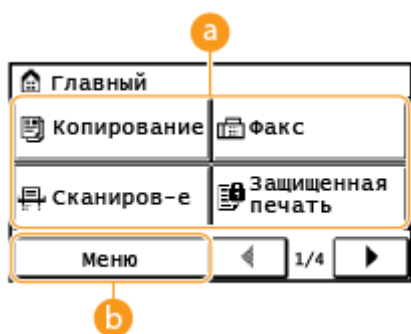 a
Главный
Копирование
Факс
Сканиров-е
Защищенная
печать
Меню
1/4
b